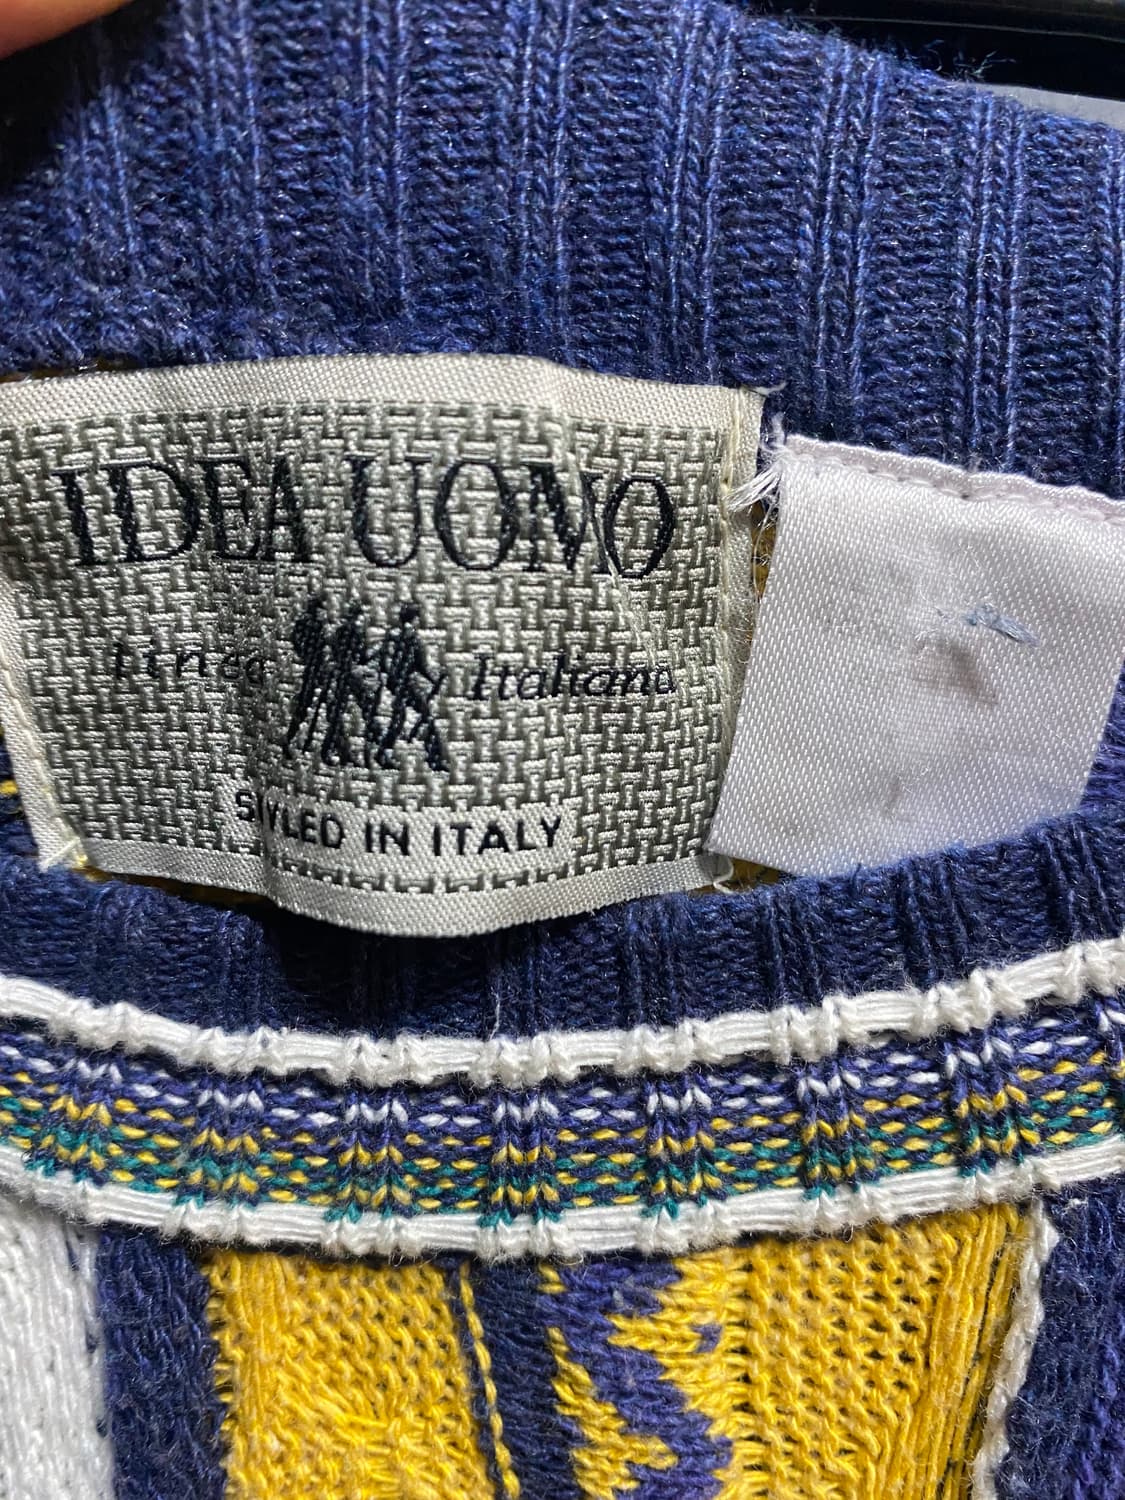 IDEA UOMO
Linea Italiana
STYLED IN ITALY